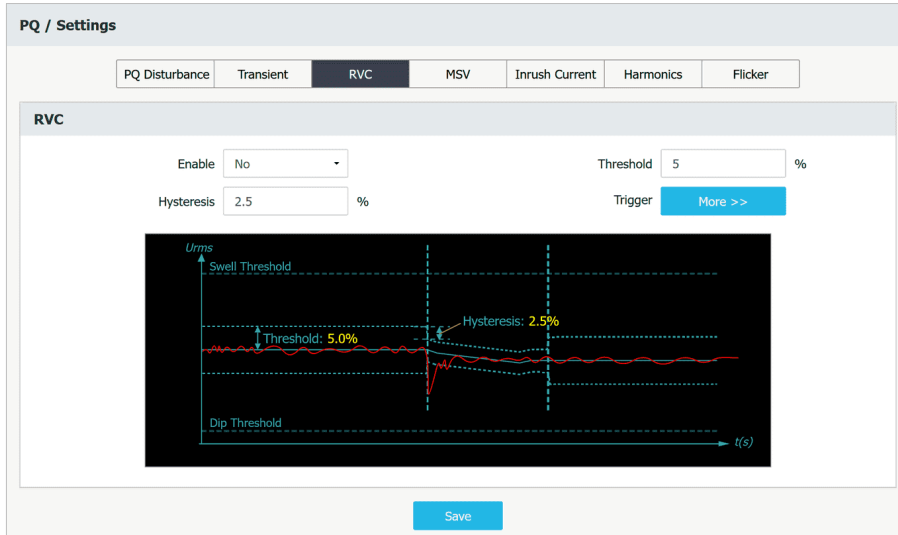 PQ / Settings
PQ Disturbance Transient RVC MSV Inrush Current Harmonics Flicker
RVC
Enable No Threshold 5 %
Hysteresis 2.5 % Trigger More >>
Urms
Swell Threshold
Hysteresis: 2.5%
Threshold: 5.0%
Dip Threshold
t(s)
Save